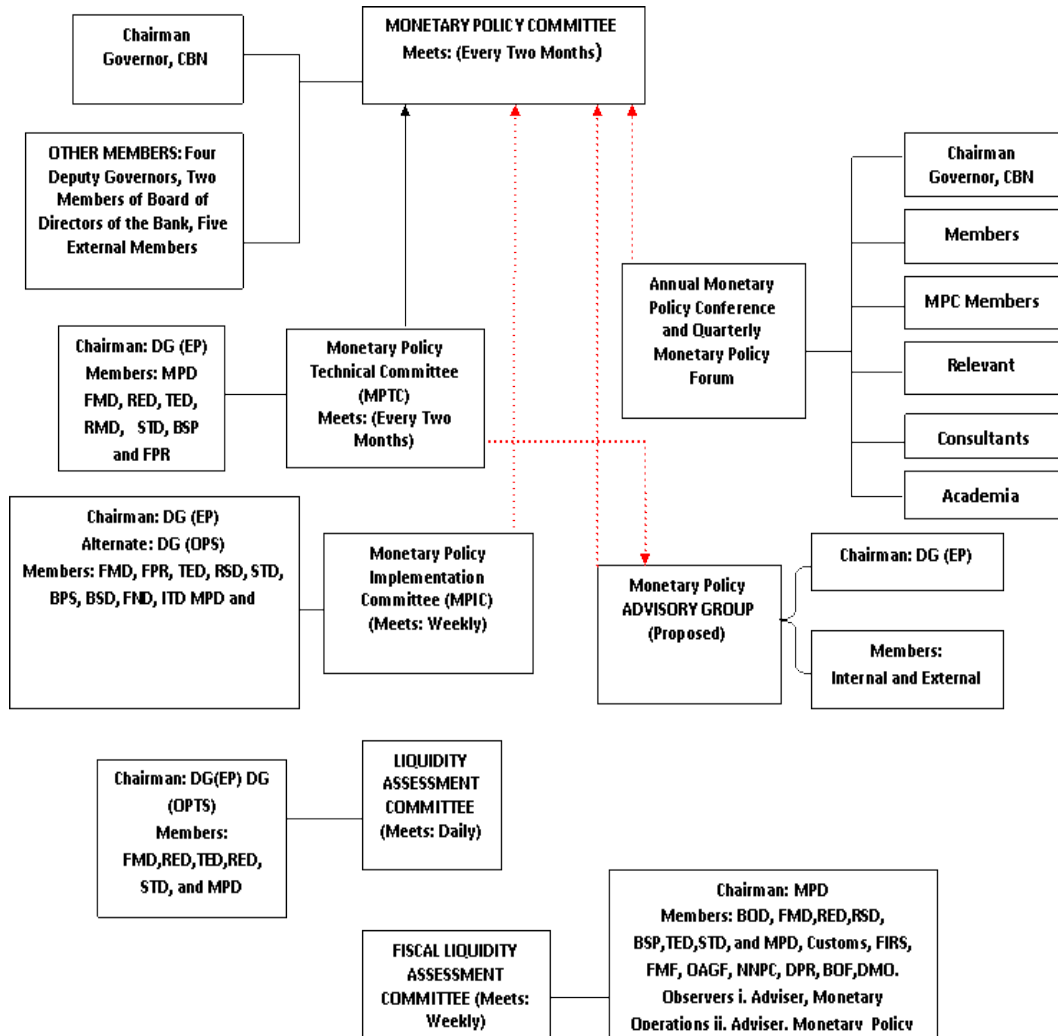 MONETARY POLICY COMMITTEE
Meets: (Every Two Months)
Chairman
Governor, CBN
OTHER MEMBERS: Four
Deputy Governors, Two
Members of Board of
Directors of the Bank, Five
External Members
Chairman
Governor, CBN
Members
MPC Members
Relevant
Consultants
Academia
Annual Monetary
Policy Conference
and Quarterly
Monetary Policy
Forum
Chairman: DG (EP)
Members: MPD
FMD, RED, TED,
RMD, STD, BSP
and FPR
Monetary Policy
Technical Committee
(MPTC)
Meets: (Every Two
Months)
Chairman: DG (EP)
Alternate: DG (OPS)
Members: FMD, FPR, TED, RSD, STD,
BPS, BSD, FND, ITD MPD and
Monetary Policy
Implementation
Committee (MPIC)
(Meets: Weekly)
Monetary Policy
ADVISORY GROUP
(Proposed)
Chairman: DG (EP)
Members:
Internal and External
Chairman: DG(EP) DG
(OPTS)
Members:
FMD,RED,TED,RED,
STD, and MPD
LIQUIDITY
ASSESSMENT
COMMITTEE
(Meets: Daily)
FISCAL LIQUIDITY
ASSESSMENT
COMMITTEE (Meets:
Weekly)
Chairman: MPD
Members: BOD, FMD,RED,RSD,
BSP,TED,STD, and MPD, Customs, FIRS,
FMF, OAGF, NNPC, DPR, BOF,DMO.
Observers i. Adviser, Monetary
Operations ii. Adviser, Monetary Policy